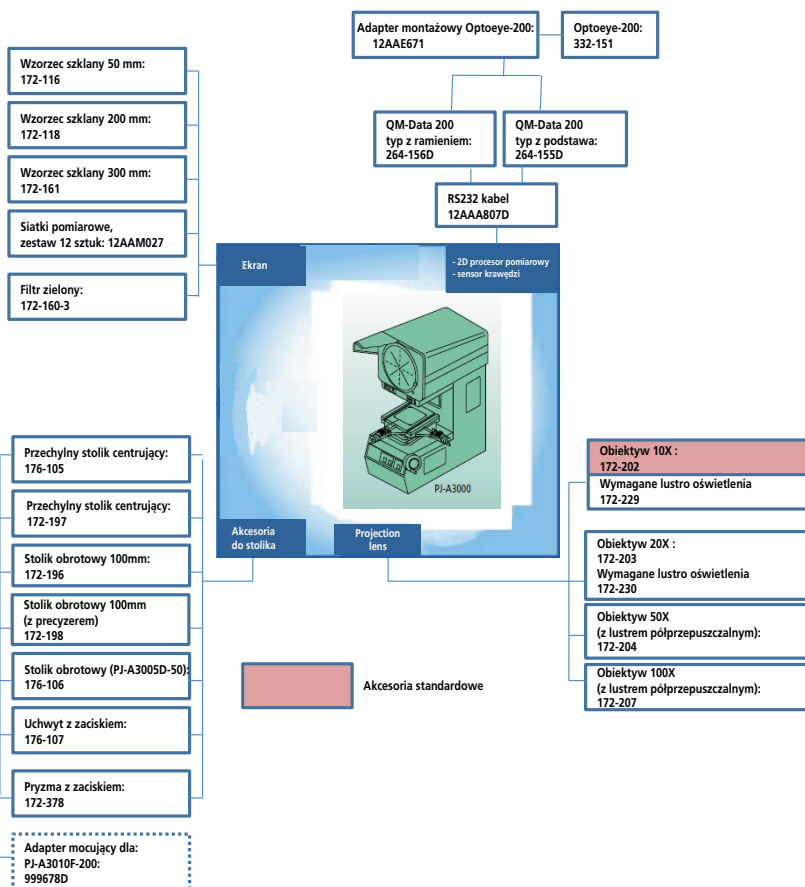 Adapter montażowy Optoeye-200:
12AAE671
Optoeye-200:
332-151
Wzorzec szklany 50 mm:
172-116
Wzorzec szklany 200 mm:
172-118
Wzorzec szklany 300 mm:
172-161
Siatki pomiarowe,
zestaw 12 sztuk: 12AAM027
Filtr zielony:
172-160-3
QM-Data 200
typ z ramieniem:
264-156D
QM-Data 200
typ z podstawa:
264-155D
RS232 kabel
12AAA807D
Ekran
- 2D procesor pomiarowy
- sensor krawędzi
PJ-A3000
Akcesoria
do stolika
Projection
lens
Przechylny stolik centrujący:
176-105
Przechylny stolik centrujący:
172-197
Stolik obrotowy 100mm:
172-196
Stolik obrotowy 100mm
(z precyzerem)
172-198
Stolik obrotowy (PJ-A3005D-50):
176-106
Uchwyt z zaciskiem:
176-107
Pryzma z zaciskiem:
172-378
Adapter mocujący dla:
PJ-A3010F-200:
999678D
Akcesoria standardowe
Obiektyw 10X :
172-202
Wymagane lustro oświetlenia
172-229
Obiektyw 20X :
172-203
Wymagane lustro oświetlenia
172-230
Obiektyw 50X
(z lustrem półprzepuszczalnym):
172-204
Obiektyw 100X
(z lustrem półprzepuszczalnym):
172-207